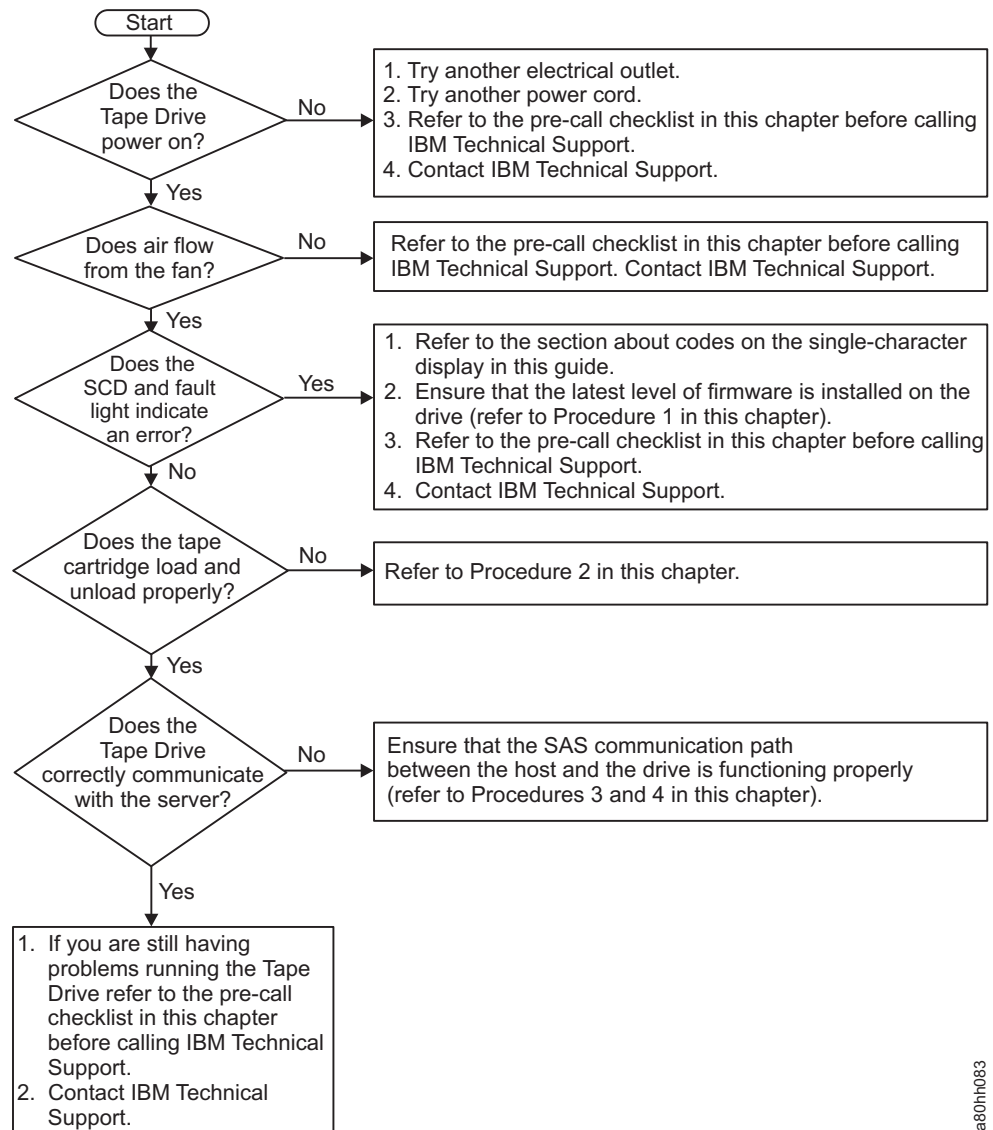 Start
Does the
Tape Drive
power on?
No
1. Try another electrical outlet.
2. Try another power cord.
3. Refer to the pre-call checklist in this chapter before calling
IBM Technical Support.
4. Contact IBM Technical Support.
Yes
Does air flow
from the fan?
No
Refer to the pre-call checklist in this chapter before calling
IBM Technical Support. Contact IBM Technical Support.
Yes
Does the
SCD and fault
light indicate
an error?
Yes
1. Refer to the section about codes on the single-character
display in this guide.
2. Ensure that the latest level of firmware is installed on the
drive (refer to Procedure 1 in this chapter).
3. Refer to the pre-call checklist in this chapter before calling
IBM Technical Support.
4. Contact IBM Technical Support.
No
Does the tape
cartridge load and
unload properly?
No
Refer to Procedure 2 in this chapter.
Yes
Does the
Tape Drive
correctly communicate
with the server?
No
Ensure that the SAS communication path
between the host and the drive is functioning properly
(refer to Procedures 3 and 4 in this chapter).
Yes
1. If you are still having
problems running the Tape
Drive refer to the pre-call
checklist in this chapter
before calling IBM Technical
Support.
2. Contact IBM Technical
Support.
a80hh083